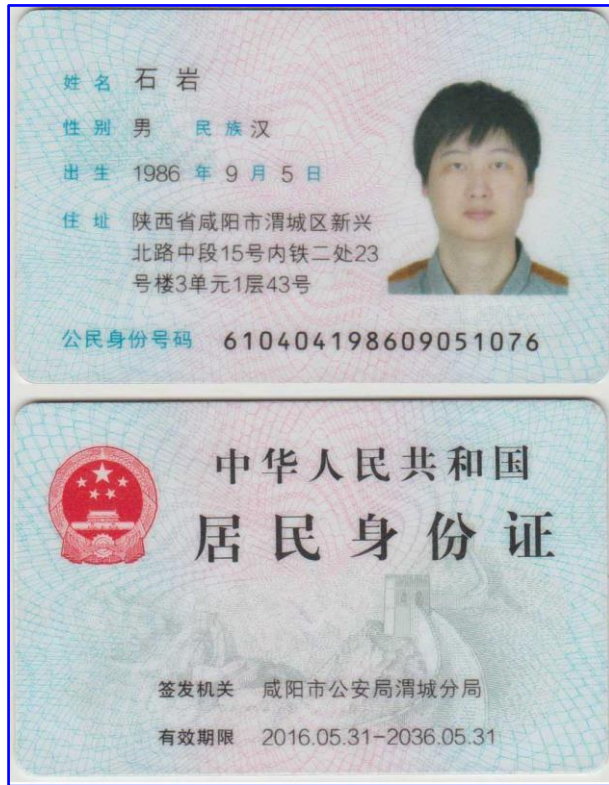 姓名 石岩
性别 男 民族 汉
出生 1986 年 9 月 5 日
住址 陕西省咸阳市渭城区新兴
北路中段15号内铁二处23
号楼3单元1层43号
公民身份号码 610404198609051076
中华人民共和国
居民身份证
签发机关 咸阳市公安局渭城分局
有效期限 2016.05.31-2036.05.31